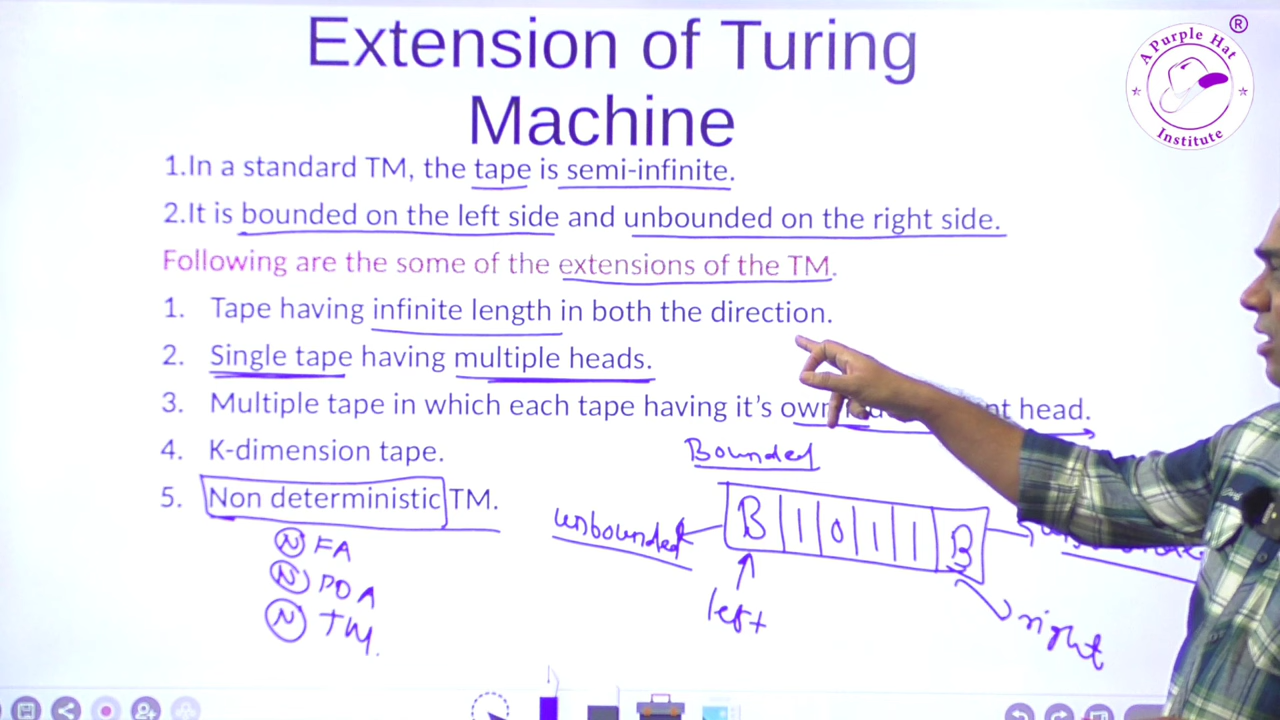 Extension of Turing
Machine
A Purple Hat
Institute
®
1.In a standard TM, the tape is semi-infinite.
2.It is bounded on the left side and unbounded on the right side.
Following are the some of the extensions of the TM.
1. Tape having infinite length in both the direction.
2. Single tape having multiple heads.
3. Multiple tape in which each tape having it's own head.
4. K-dimension tape.
5. Non deterministic TM.
Bounded
unbounded B 1 0 1 1 B
left
right
N FA
N PDA
N TM.